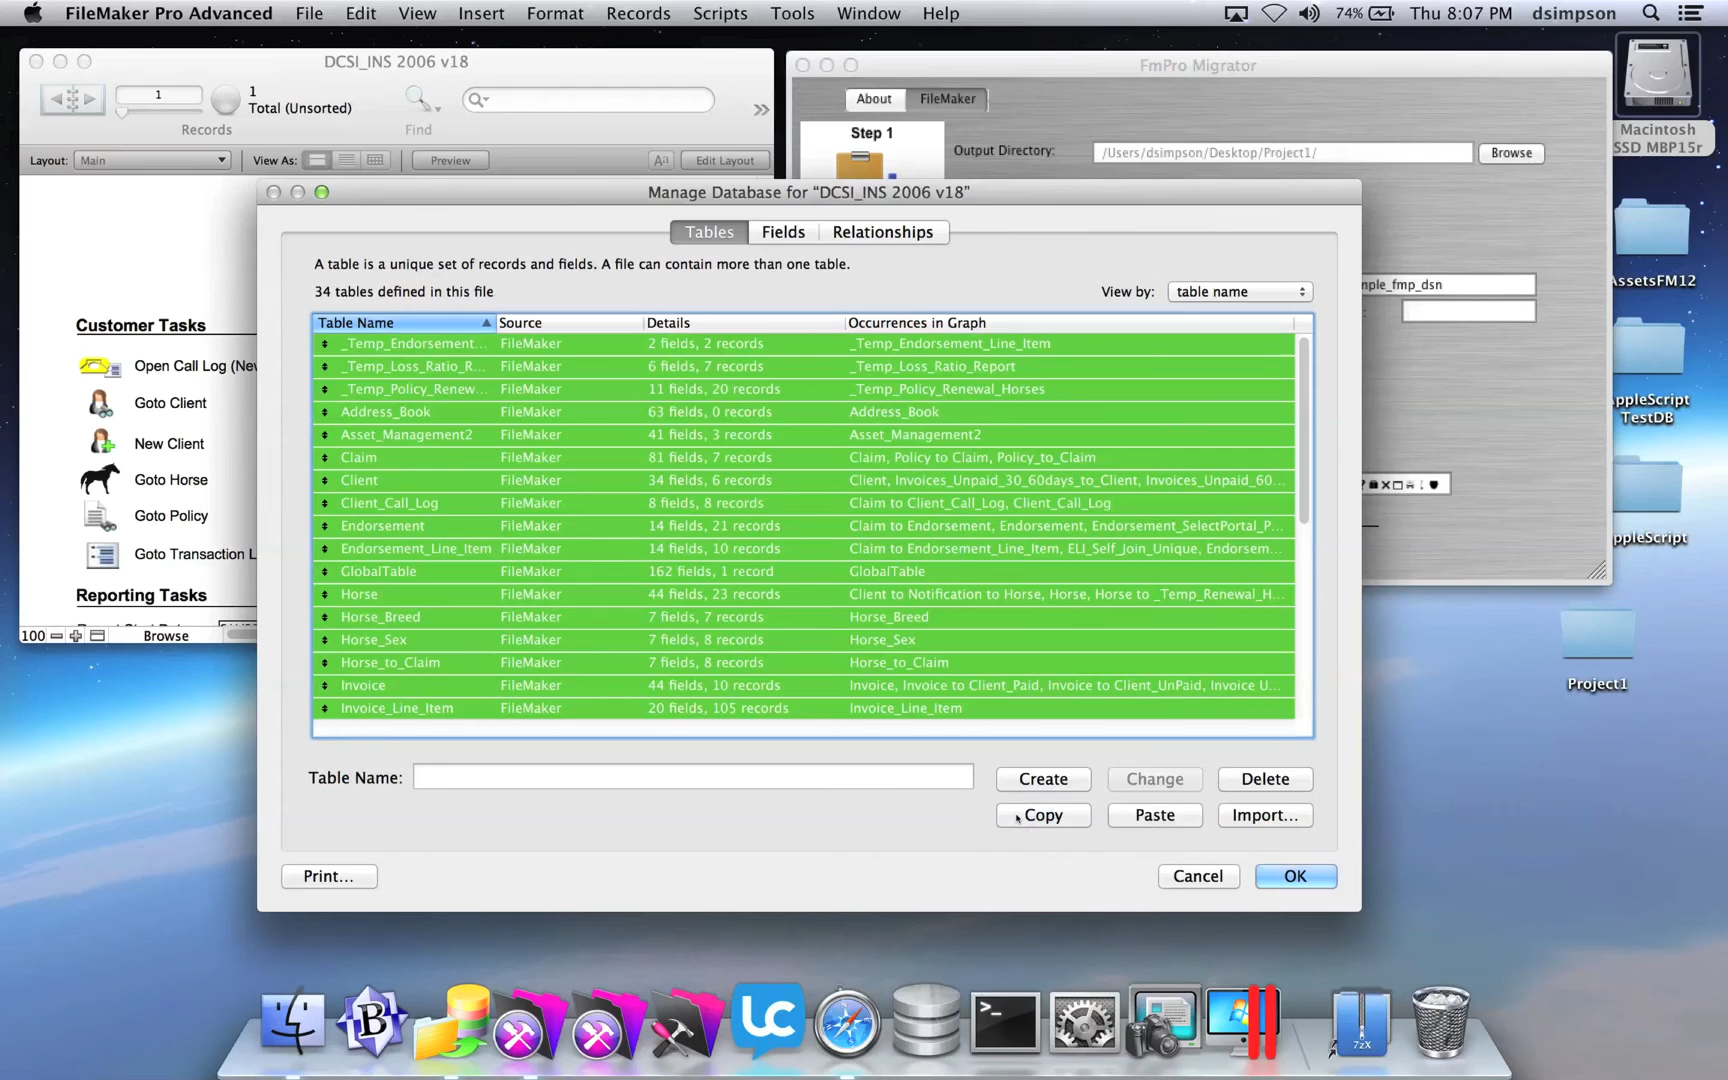 FileMaker Pro Advanced File Edit View Insert Format Records Scripts Tools Window Help 74% Thu 8:07 PM dsimpson
DCSI_INS 2006 v18
1
1
Total (Unsorted)
Records
Find
Layout: Main View As: Preview Aa Edit Layout
Customer Tasks
Open Call Log (Nev
Goto Client
New Client
Goto Horse
Goto Policy
Goto Transaction L
Reporting Tasks
100 Browse
FmPro Migrator
About FileMaker
Step 1
Output Directory: /Users/dsimpson/Desktop/Project1/ Browse
mple_fmp_dsn
Macintosh
SSD MBP15r
AssetsFM12
AppleScript
TestDB
AppleScript
Project1
Manage Database for "DCSI_INS 2006 v18"
Tables Fields Relationships
A table is a unique set of records and fields. A file can contain more than one table.
34 tables defined in this file View by: table name
Table Name Source Details Occurrences in Graph
_Temp_Endorsement... FileMaker 2 fields, 2 records _Temp_Endorsement_Line_Item
_Temp_Loss_Ratio_R... FileMaker 6 fields, 7 records _Temp_Loss_Ratio_Report
_Temp_Policy_Renew... FileMaker 11 fields, 20 records _Temp_Policy_Renewal_Horses
Address_Book FileMaker 63 fields, 0 records Address_Book
Asset_Management2 FileMaker 41 fields, 3 records Asset_Management2
Claim FileMaker 81 fields, 7 records Claim, Policy to Claim, Policy_to_Claim
Client FileMaker 34 fields, 6 records Client, Invoices_Unpaid_30_60days_to_Client, Invoices_Unpaid_60...
Client_Call_Log FileMaker 8 fields, 8 records Claim to Client_Call_Log, Client_Call_Log
Endorsement FileMaker 14 fields, 21 records Claim to Endorsement, Endorsement, Endorsement_SelectPortal_P...
Endorsement_Line_Item FileMaker 14 fields, 10 records Claim to Endorsement_Line_Item, ELI_Self_Join_Unique, Endorsem...
GlobalTable FileMaker 162 fields, 1 record GlobalTable
Horse FileMaker 44 fields, 23 records Client to Notification to Horse, Horse, Horse to _Temp_Renewal_H...
Horse_Breed FileMaker 7 fields, 7 records Horse_Breed
Horse_Sex FileMaker 7 fields, 8 records Horse_Sex
Horse_to_Claim FileMaker 7 fields, 8 records Horse_to_Claim
Invoice FileMaker 44 fields, 10 records Invoice, Invoice to Client_Paid, Invoice to Client_UnPaid, Invoice U...
Invoice_Line_Item FileMaker 20 fields, 105 records Invoice_Line_Item
Table Name: Create Change Delete
Copy Paste Import...
Print... Cancel OK
B
LC
>_
7zX